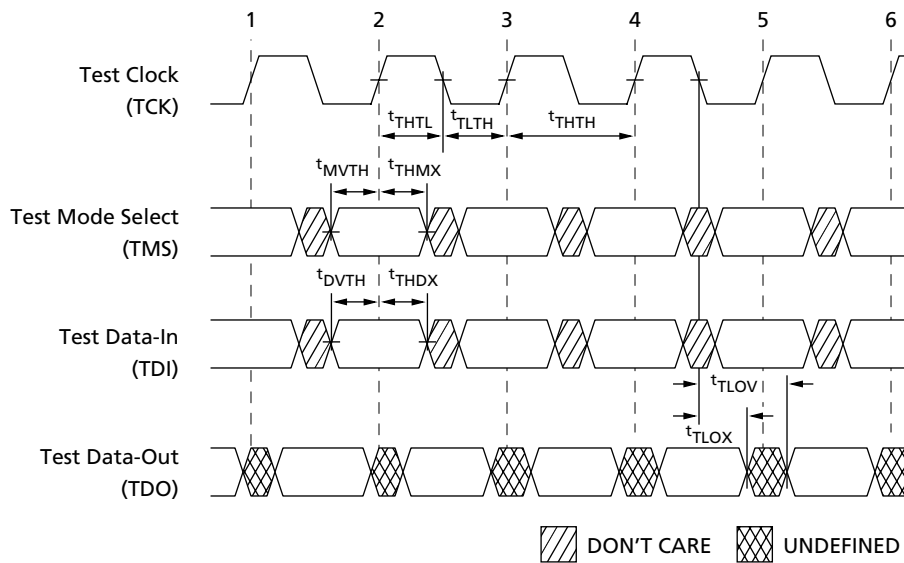 1 2 3 4 5 6
Test Clock
(TCK)
tTHTL tTLTH tTHTH
tMVTH tTHMX
Test Mode Select
(TMS)
tDVTH tTHDX
Test Data-In
(TDI)
tTLOV
tTLOX
Test Data-Out
(TDO)
DON'T CARE UNDEFINED